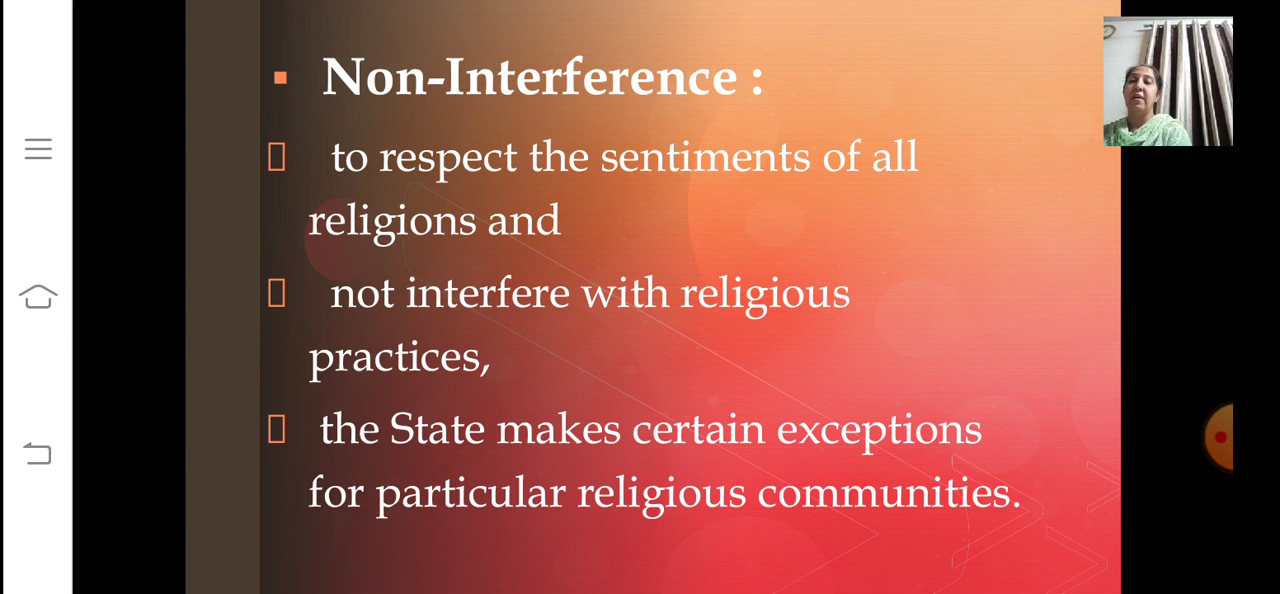 Non-Interference :
to respect the sentiments of all
religions and
not interfere with religious
practices,
the State makes certain exceptions
for particular religious communities.